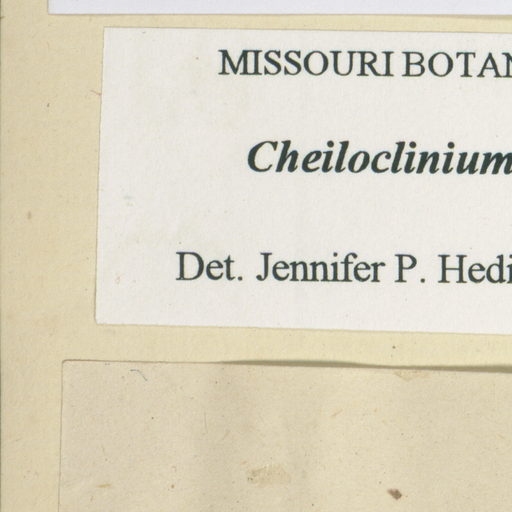 MISSOURI BOTAN
Cheiloclinium
Det. Jennifer P. Hedi